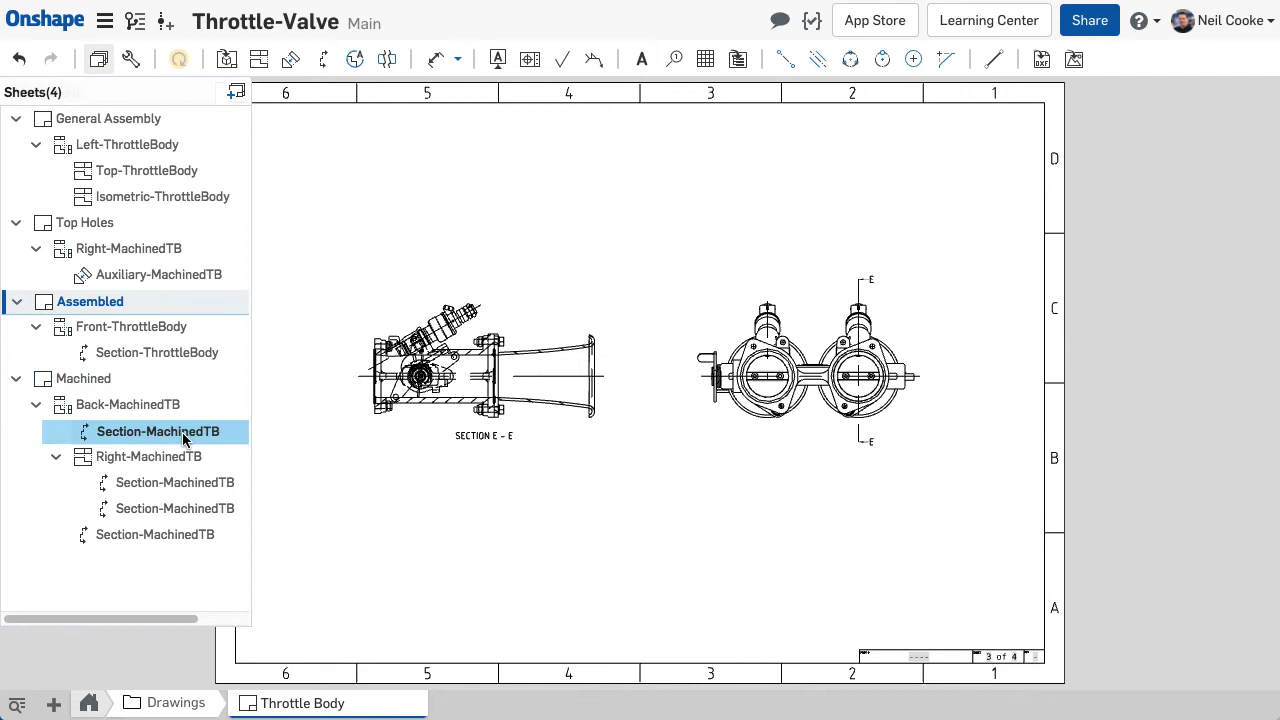 Onshape Throttle-Valve Main App Store Learning Center Share Neil Cooke
Sheets(4)
General Assembly
Left-ThrottleBody
Top-ThrottleBody
Isometric-ThrottleBody
Top Holes
Right-MachinedTB
Auxiliary-MachinedTB
Assembled
Front-ThrottleBody
Section-ThrottleBody
Machined
Back-MachinedTB
Section-MachinedTB
Right-MachinedTB
Section-MachinedTB
Section-MachinedTB
Section-MachinedTB
6 5 4 3 2 1
D
E
C
SECTION E - E
E
B
A
3 of 4
6 5 4 3 2 1
Drawings
Throttle Body